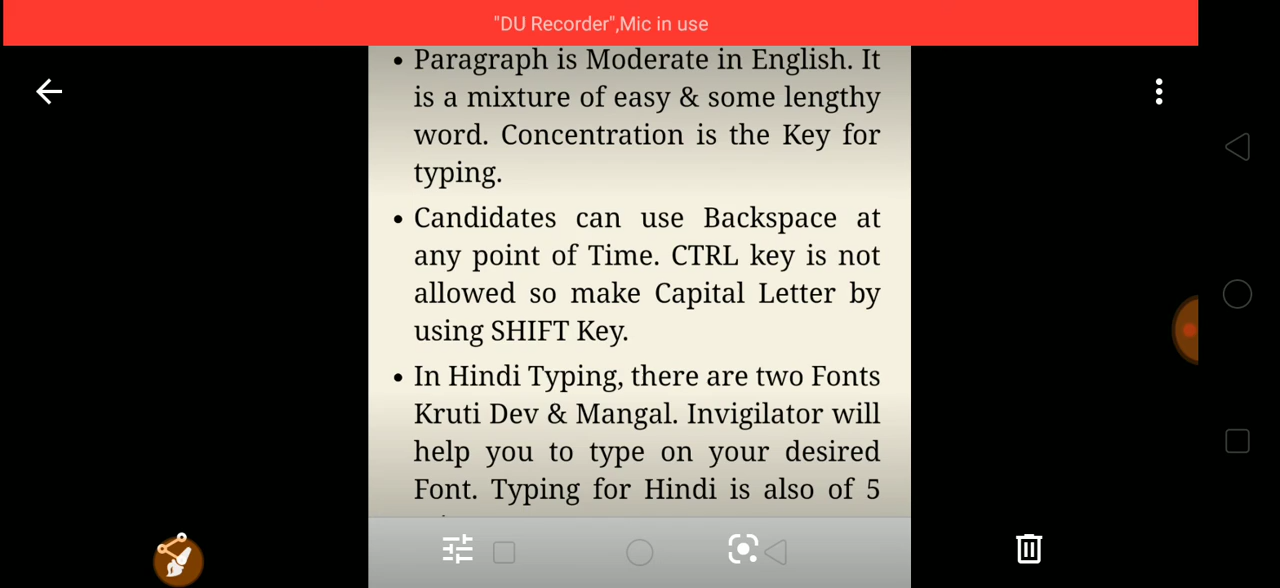 "DU Recorder",Mic in use
• Paragraph is Moderate in English. It
is a mixture of easy & some lengthy
word. Concentration is the Key for
typing.
• Candidates can use Backspace at
any point of Time. CTRL key is not
allowed so make Capital Letter by
using SHIFT Key.
• In Hindi Typing, there are two Fonts
Kruti Dev & Mangal. Invigilator will
help you to type on your desired
Font. Typing for Hindi is also of 5